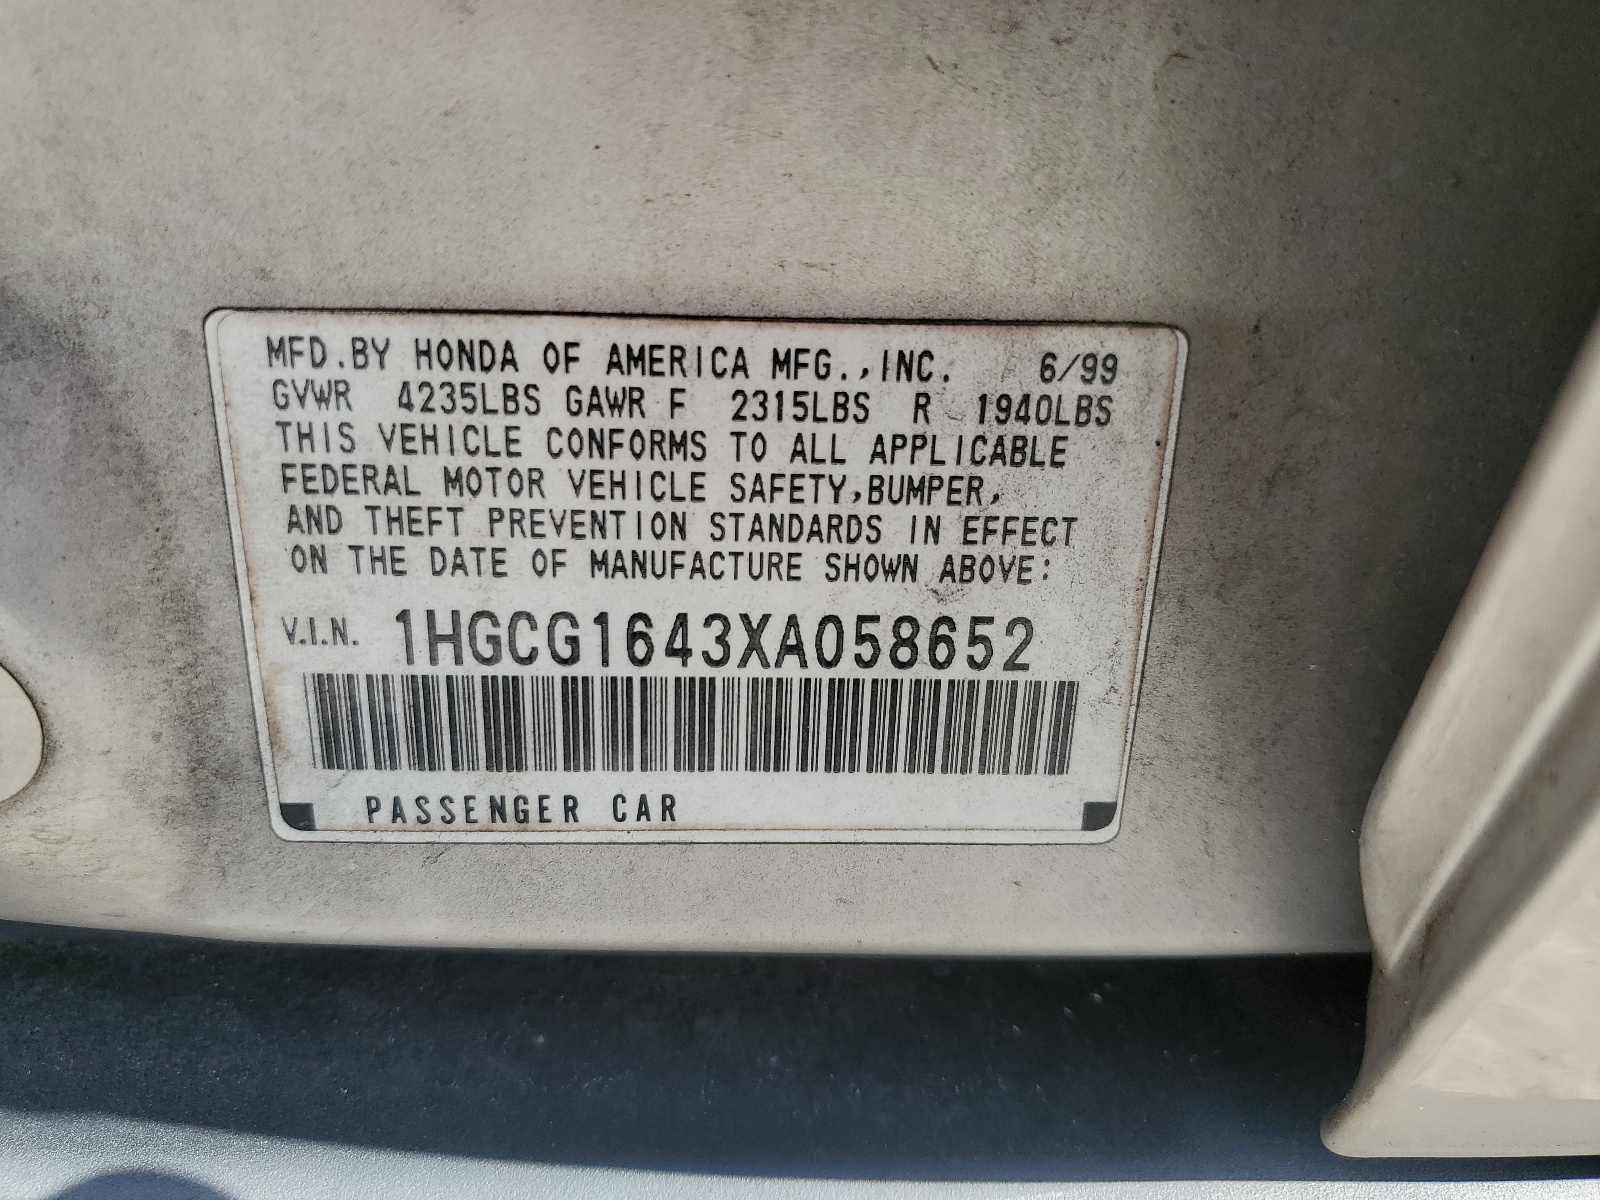 MFD.BY HONDA OF AMERICA MFG.,INC. 6/99
GVWR 4235LBS GAWR F 2315LBS R 1940LBS
THIS VEHICLE CONFORMS TO ALL APPLICABLE
FEDERAL MOTOR VEHICLE SAFETY,BUMPER,
AND THEFT PREVENTION STANDARDS IN EFFECT
ON THE DATE OF MANUFACTURE SHOWN ABOVE:
V.I.N. 1HGCG1643XA058652
PASSENGER CAR